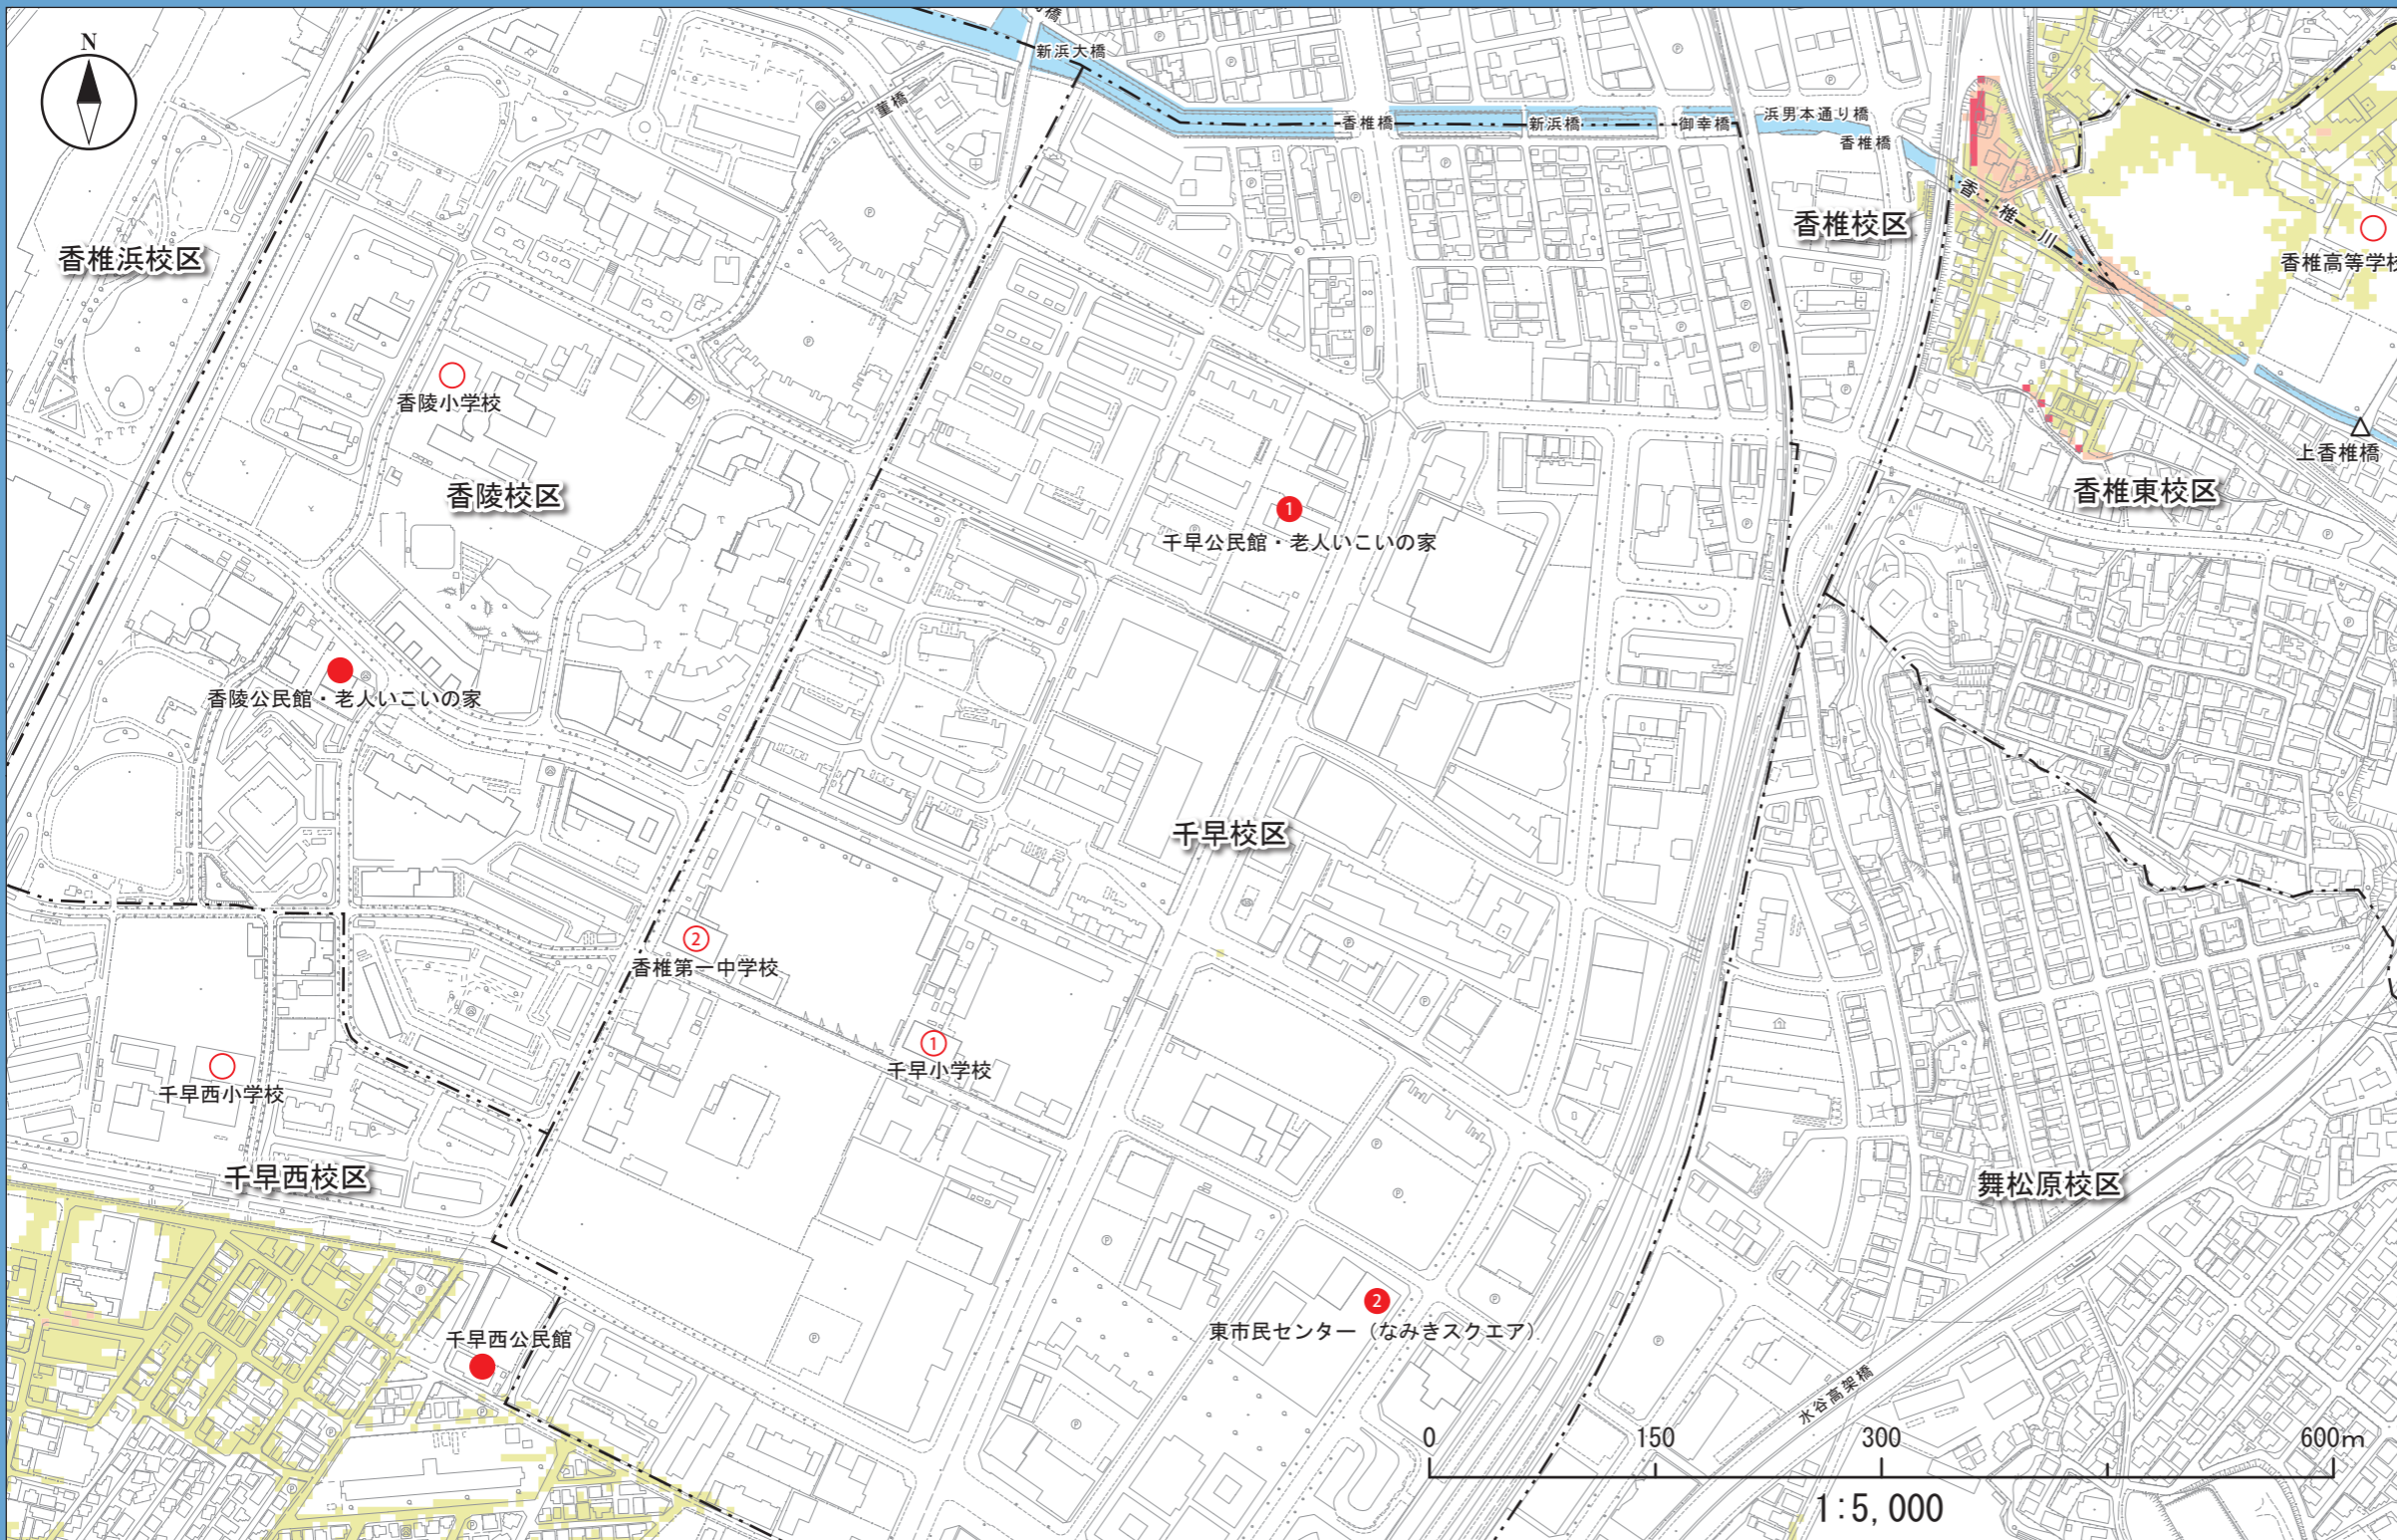 N
新浜大橋
香椎橋
新浜橋
御幸橋
浜男本通り橋
香椎橋
菫橋
香椎川
香椎浜校区
香椎校区
香椎高等学校
香陵小学校
香陵校区
上香椎橋
香椎東校区
1
千早公民館・老人いこいの家
香陵公民館・老人いこいの家
千早校区
2
香椎第一中学校
1
千早小学校
千早西小学校
千早西校区
舞松原校区
2
東市民センター（なみきスクエア）
千早西公民館
水谷高架橋
0 150 300 600m
1:5,000